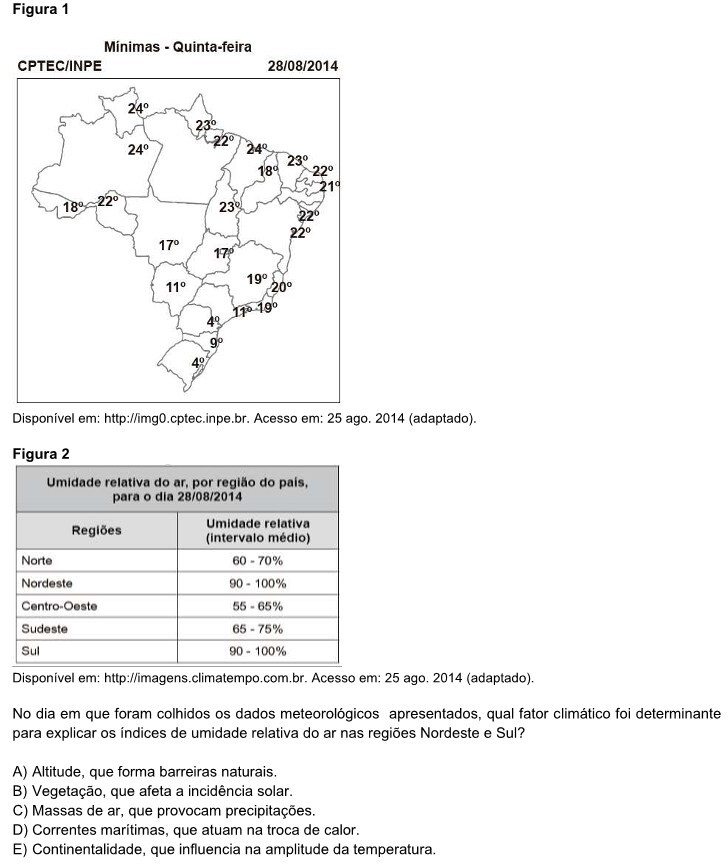 Figura 1
Mínimas - Quinta-feira
CPTEC/INPE 28/08/2014
24º
23º
22º
24º
24º
23º
18º
22º
21º
18º
22º
23º
22º
22º
17º
17º
19º
11º
20º
11º
19º
4º
9º
4º
Disponível em: http://img0.cptec.inpe.br. Acesso em: 25 ago. 2014 (adaptado).
Figura 2
Umidade relativa do ar, por região do país,
para o dia 28/08/2014
Regiões
Umidade relativa
(intervalo médio)
Norte 60 - 70%
Nordeste 90 - 100%
Centro-Oeste 55 - 65%
Sudeste 65 - 75%
Sul 90 - 100%
Disponível em: http://imagens.climatempo.com.br. Acesso em: 25 ago. 2014 (adaptado).
No dia em que foram colhidos os dados meteorológicos apresentados, qual fator climático foi determinante
para explicar os índices de umidade relativa do ar nas regiões Nordeste e Sul?
A) Altitude, que forma barreiras naturais.
B) Vegetação, que afeta a incidência solar.
C) Massas de ar, que provocam precipitações.
D) Correntes marítimas, que atuam na troca de calor.
E) Continentalidade, que influencia na amplitude da temperatura.